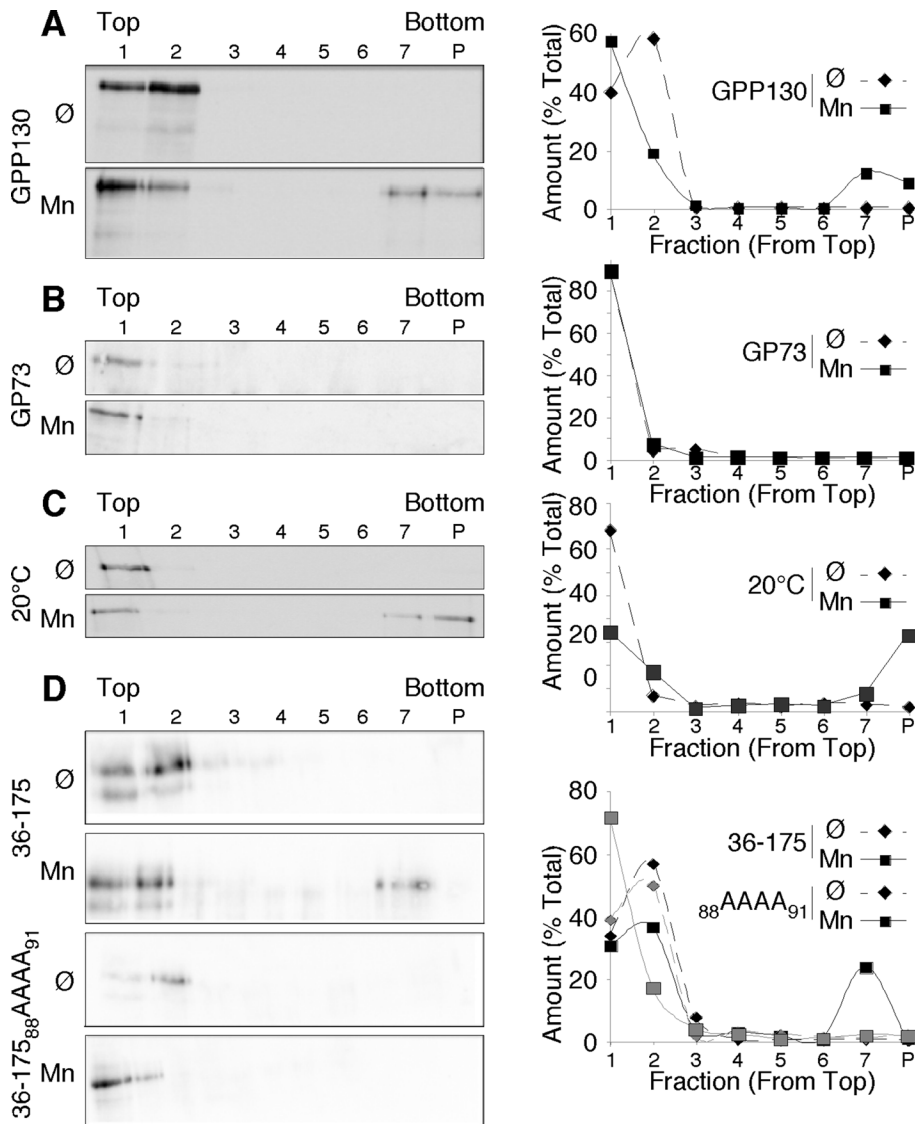 A
Top Bottom
1 2 3 4 5 6 7 P
GPP130
Ø
Mn
60
40
20
0
Amount (% Total)
1 2 3 4 5 6 7 P
Fraction (From Top)
GPP130
Ø
Mn
B
Top Bottom
1 2 3 4 5 6 7 P
GP73
Ø
Mn
80
60
40
20
0
Amount (% Total)
1 2 3 4 5 6 7 P
Fraction (From Top)
GP73
Ø
Mn
C
Top Bottom
1 2 3 4 5 6 7 P
20°C
Ø
Mn
80
60
40
20
0
Amount (% Total)
1 2 3 4 5 6 7 P
Fraction (From Top)
20°C
Ø
Mn
D
Top Bottom
1 2 3 4 5 6 7 P
36-175
Ø
Mn
36-175₈₈AAAA₉₁
Ø
Mn
80
60
40
20
0
Amount (% Total)
1 2 3 4 5 6 7 P
Fraction (From Top)
36-175
Ø
Mn
₈₈AAAA₉₁
Ø
Mn